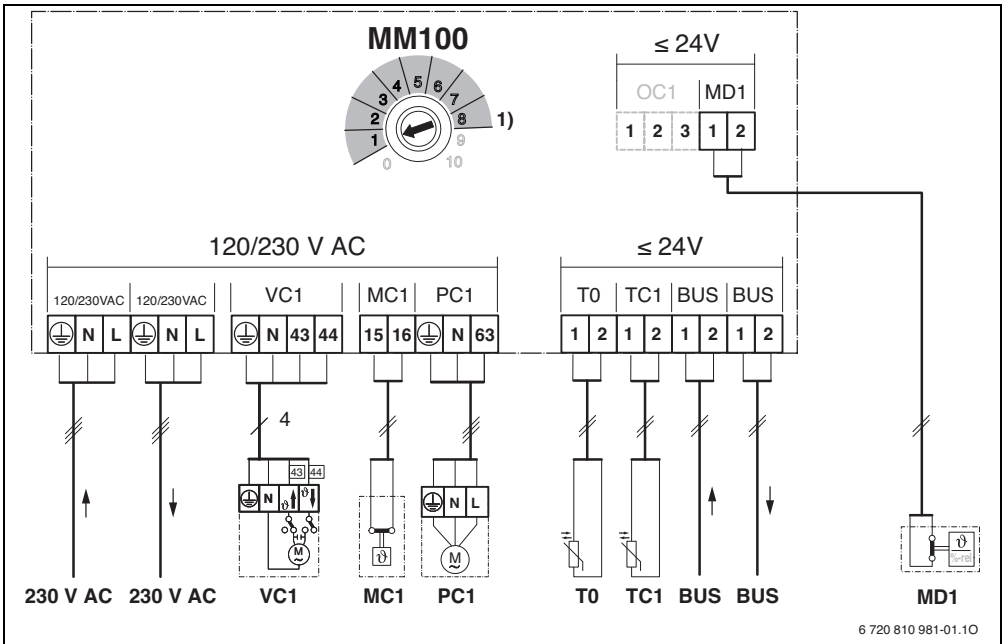 MM100
≤ 24V
OC1 MD1
1 2 3 1 2
0 1 2 3 4 5 6 7 8 9 10
1)
120/230 V AC
≤ 24V
120/230VAC 120/230VAC VC1 MC1 PC1 T0 TC1 BUS BUS
N L N L N 43 44 15 16 N 63 1 2 1 2 1 2 1 2
4
43 44
N ϑ ϑ
N L
M
~
ϑ
M
~
ϑ
%-rel
230 V AC 230 V AC VC1 MC1 PC1 T0 TC1 BUS BUS MD1
6 720 810 981-01.1O